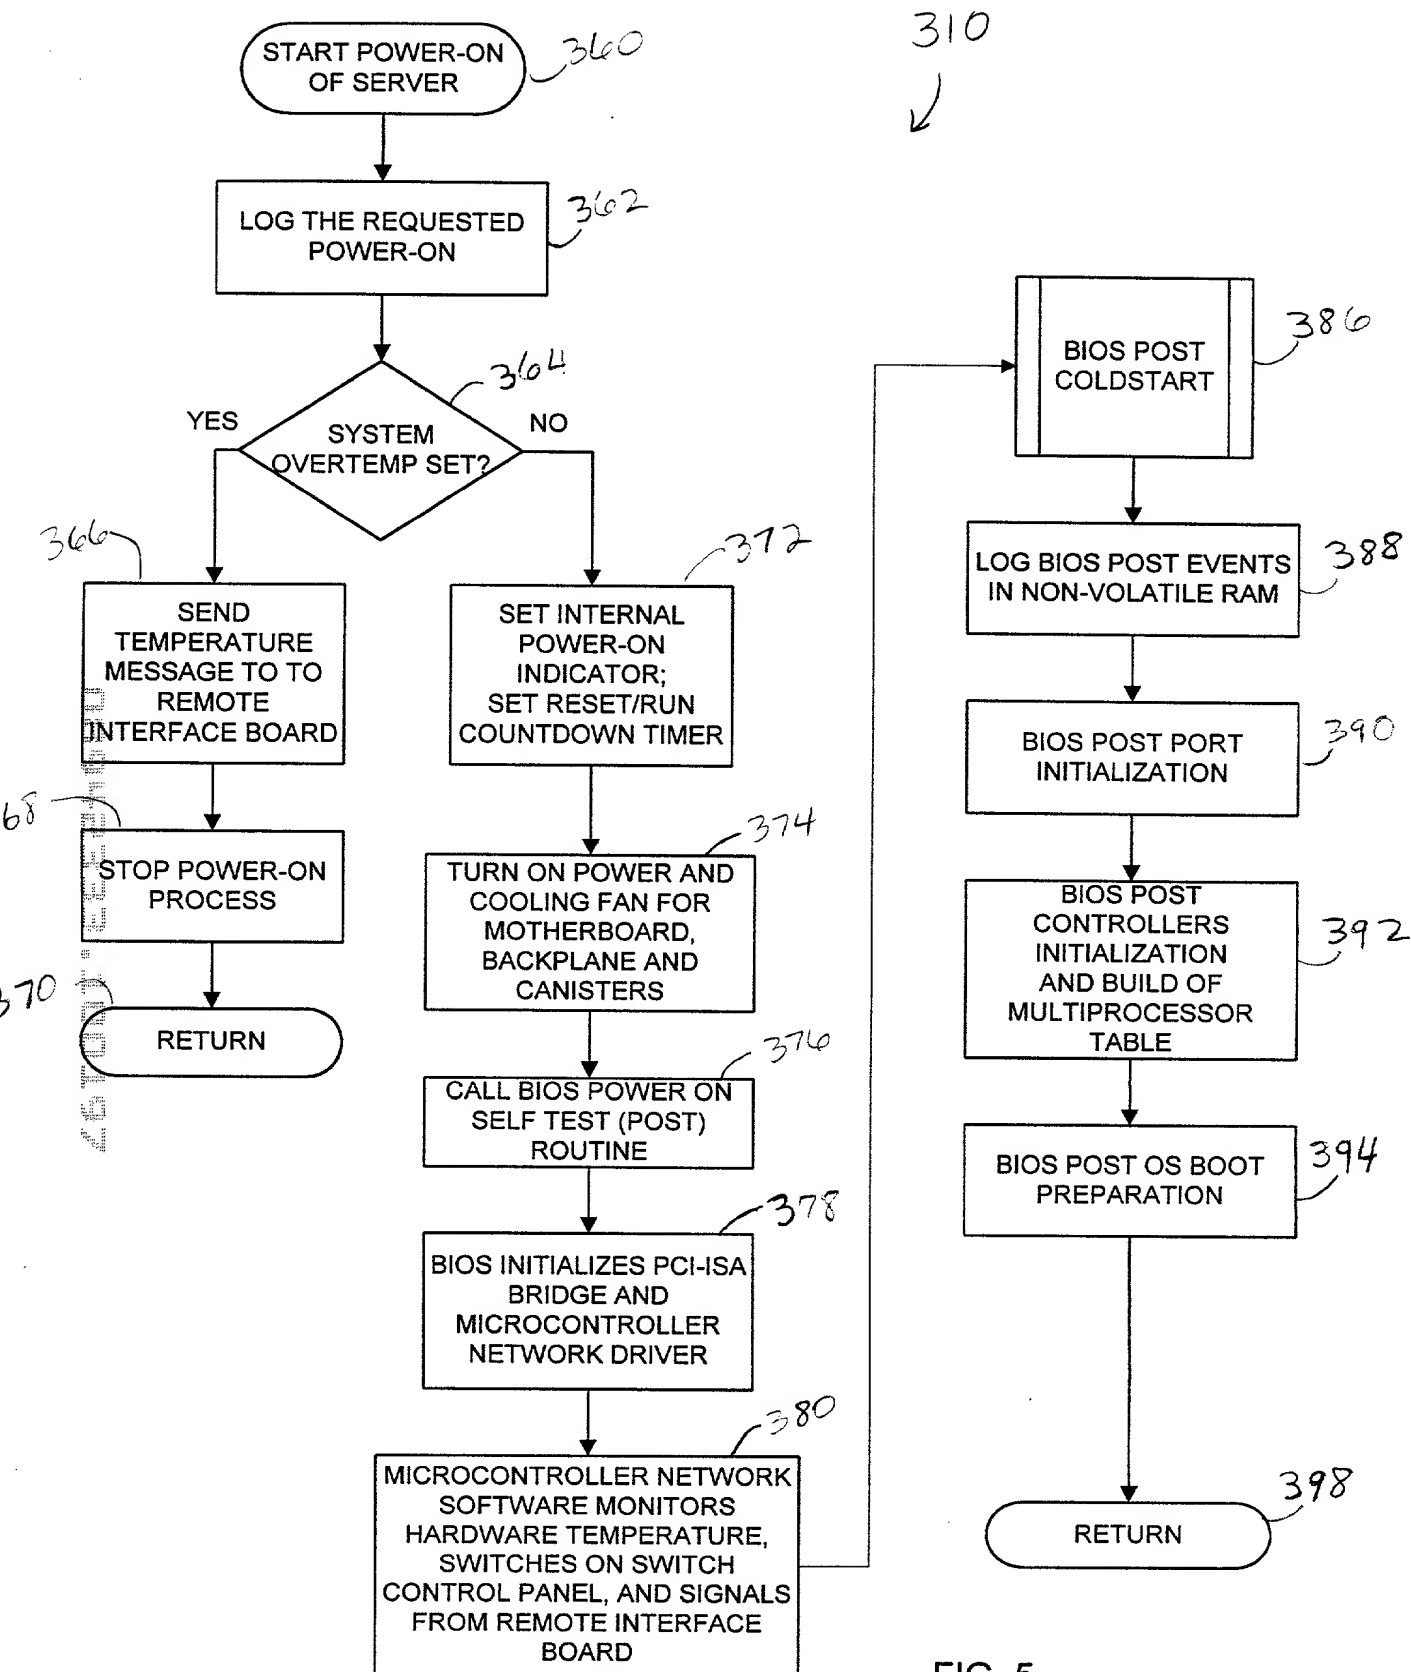 310
START POWER-ON
OF SERVER
360
LOG THE REQUESTED
POWER-ON
362
364
YES
NO
SYSTEM
OVERTEMP SET?
366
SEND
TEMPERATURE
MESSAGE TO TO
REMOTE
INTERFACE BOARD
68
STOP POWER-ON
PROCESS
370
RETURN
372
SET INTERNAL
POWER-ON
INDICATOR;
SET RESET/RUN
COUNTDOWN TIMER
374
TURN ON POWER AND
COOLING FAN FOR
MOTHERBOARD,
BACKPLANE AND
CANISTERS
376
CALL BIOS POWER ON
SELF TEST (POST)
ROUTINE
378
BIOS INITIALIZES PCI-ISA
BRIDGE AND
MICROCONTROLLER
NETWORK DRIVER
380
MICROCONTROLLER NETWORK
SOFTWARE MONITORS
HARDWARE TEMPERATURE,
SWITCHES ON SWITCH
CONTROL PANEL, AND SIGNALS
FROM REMOTE INTERFACE
BOARD
386
BIOS POST
COLDSTART
388
LOG BIOS POST EVENTS
IN NON-VOLATILE RAM
390
BIOS POST PORT
INITIALIZATION
392
BIOS POST
CONTROLLERS
INITIALIZATION
AND BUILD OF
MULTIPROCESSOR
TABLE
394
BIOS POST OS BOOT
PREPARATION
398
RETURN
FIG. 5